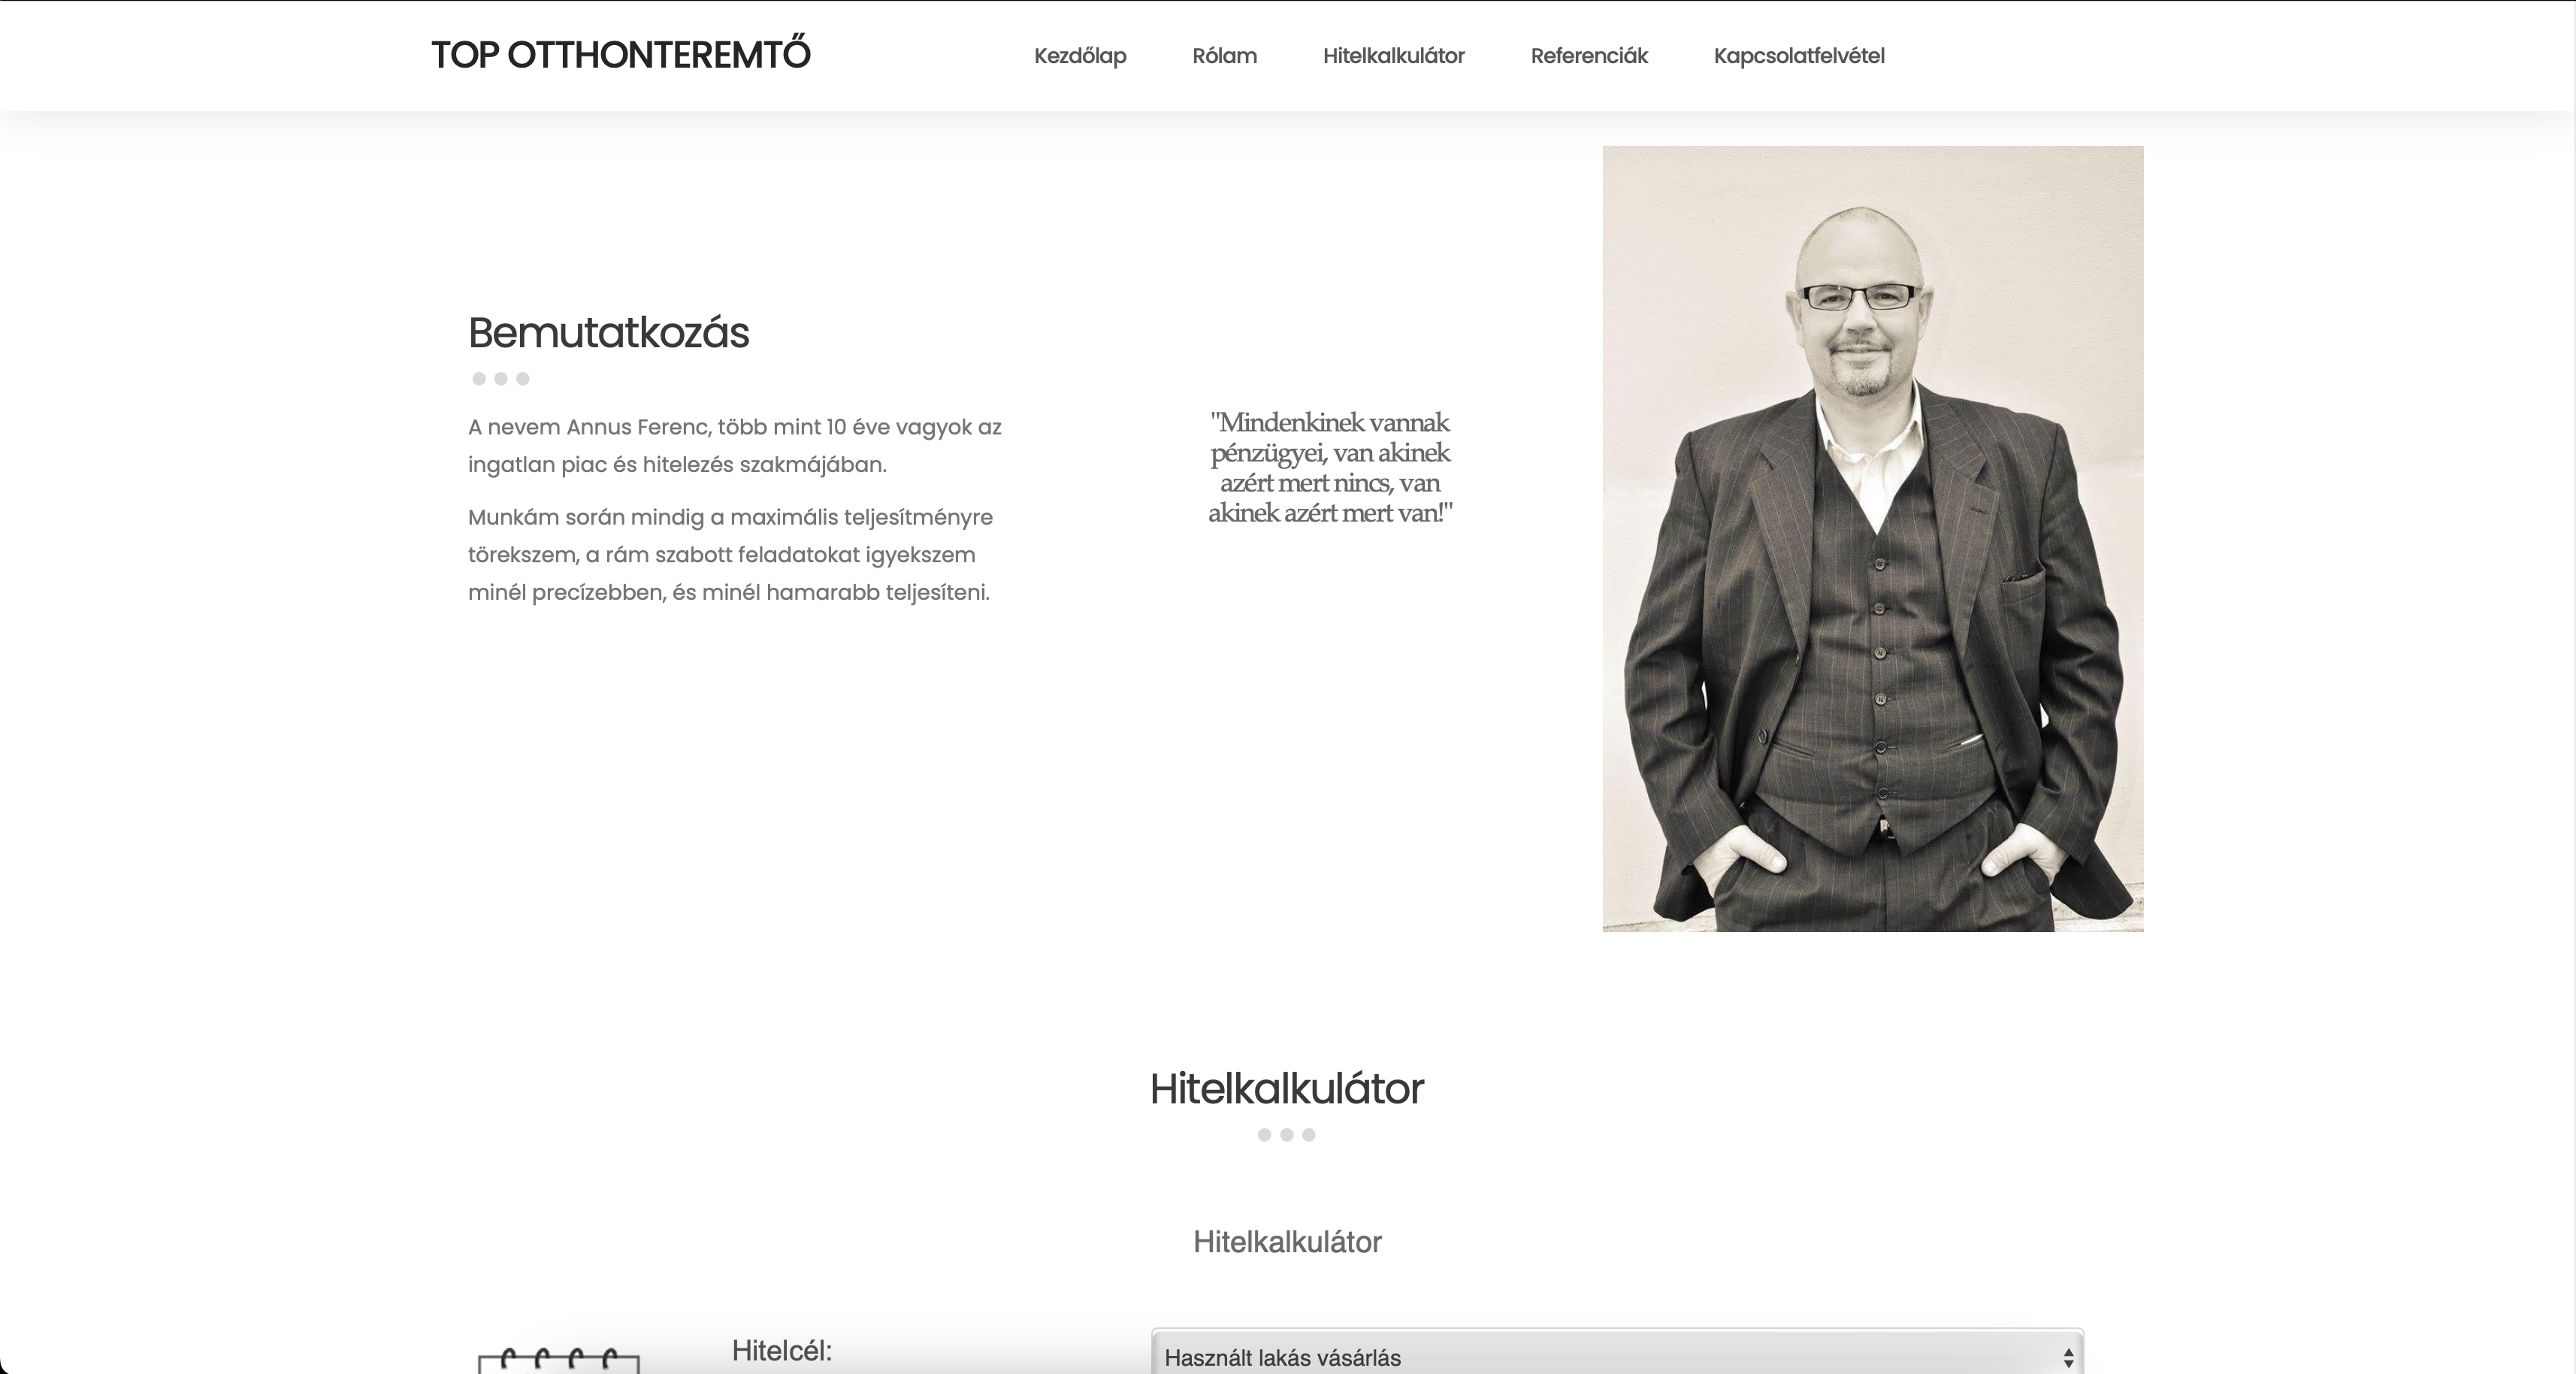 TOP OTTHONTEREMTŐ
Kezdőlap
Rólam
Hitelkalkulátor
Referenciák
Kapcsolatfelvétel
Bemutatkozás
A nevem Annus Ferenc, több mint 10 éve vagyok az
ingatlan piac és hitelezés szakmájában.
Munkám során mindig a maximális teljesítményre
törekszem, a rám szabott feladatokat igyekszem
minél precízebben, és minél hamarabb teljesíteni.
"Mindenkinek vannak
pénzügyei, van akinek
azért mert nincs, van
akinek azért mert van!"
Hitelkalkulátor
Hitelkalkulátor
Hitelcél:
Használt lakás vásárlás